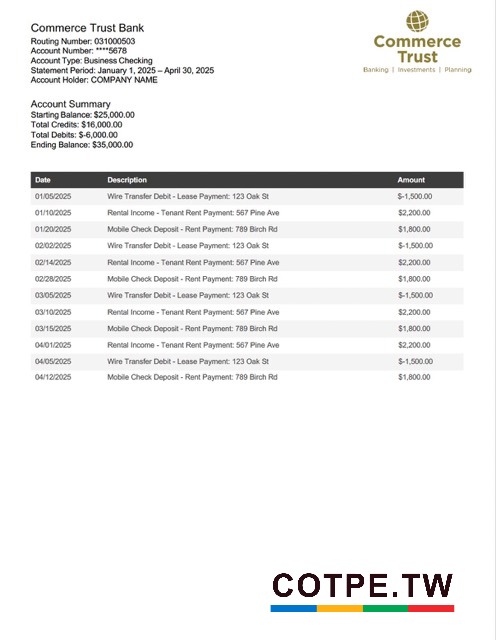 Commerce Trust Bank
Routing Number: 031000503
Account Number: ****5678
Account Type: Business Checking
Statement Period: January 1, 2025 – April 30, 2025
Account Holder: COMPANY NAME
Commerce
Trust
Banking | Investments | Planning
Account Summary
Starting Balance: $25,000.00
Total Credits: $16,000.00
Total Debits: $-6,000.00
Ending Balance: $35,000.00
Date Description Amount
01/05/2025 Wire Transfer Debit - Lease Payment: 123 Oak St $-1,500.00
01/10/2025 Rental Income - Tenant Rent Payment: 567 Pine Ave $2,200.00
01/20/2025 Mobile Check Deposit - Rent Payment: 789 Birch Rd $1,800.00
02/02/2025 Wire Transfer Debit - Lease Payment: 123 Oak St $-1,500.00
02/14/2025 Rental Income - Tenant Rent Payment: 567 Pine Ave $2,200.00
02/28/2025 Mobile Check Deposit - Rent Payment: 789 Birch Rd $1,800.00
03/05/2025 Wire Transfer Debit - Lease Payment: 123 Oak St $-1,500.00
03/10/2025 Rental Income - Tenant Rent Payment: 567 Pine Ave $2,200.00
03/15/2025 Mobile Check Deposit - Rent Payment: 789 Birch Rd $1,800.00
04/01/2025 Rental Income - Tenant Rent Payment: 567 Pine Ave $2,200.00
04/05/2025 Wire Transfer Debit - Lease Payment: 123 Oak St $-1,500.00
04/12/2025 Mobile Check Deposit - Rent Payment: 789 Birch Rd $1,800.00
COTPE.TW